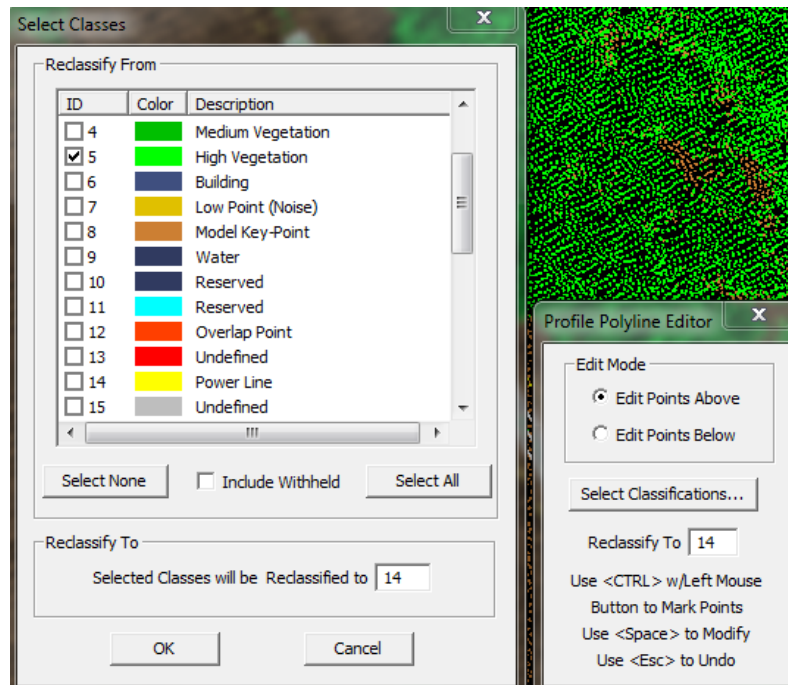 Select Classes
X
Reclassify From
ID Color Description
4 Medium Vegetation
5 High Vegetation
6 Building
7 Low Point (Noise)
8 Model Key-Point
9 Water
10 Reserved
11 Reserved
12 Overlap Point
13 Undefined
14 Power Line
15 Undefined
Select None
Include Withheld
Select All
Reclassify To
Selected Classes will be Reclassified to 14
OK
Cancel
Profile Polyline Editor
X
Edit Mode
Edit Points Above
Edit Points Below
Select Classifications...
Reclassify To 14
Use <CTRL> w/Left Mouse
Button to Mark Points
Use <Space> to Modify
Use <Esc> to Undo